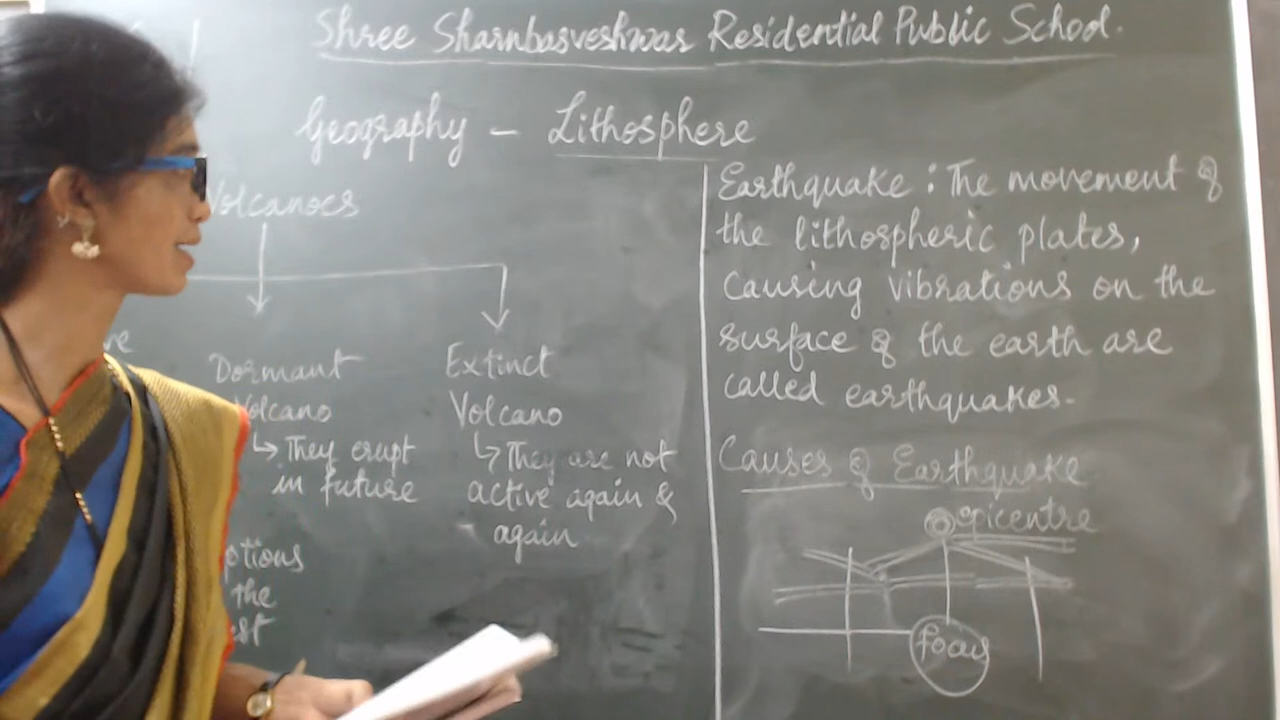 Shree Sharnbasveshwar Residential Public School.
Geography - Lithosphere
Volcanoes
Dormant
Volcano
↳ They erupt
in future
Extinct
Volcano
↳ They are not
active again &
again
the
Earthquake : The movement of
the lithospheric plates,
causing vibrations on the
surface of the earth are
called earthquakes.
Causes of Earthquake
epicentre
focus